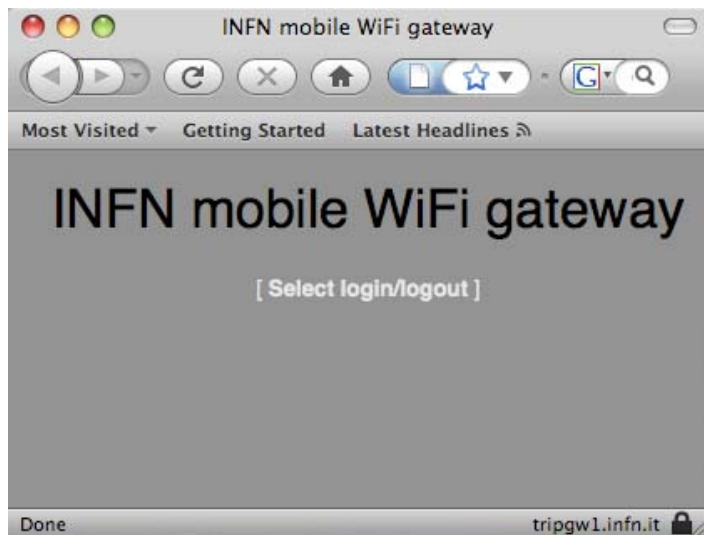 INFN mobile WiFi gateway
G
Most Visited
Getting Started
Latest Headlines
INFN mobile WiFi gateway
[ Select login/logout ]
Done
tripgw1.infn.it